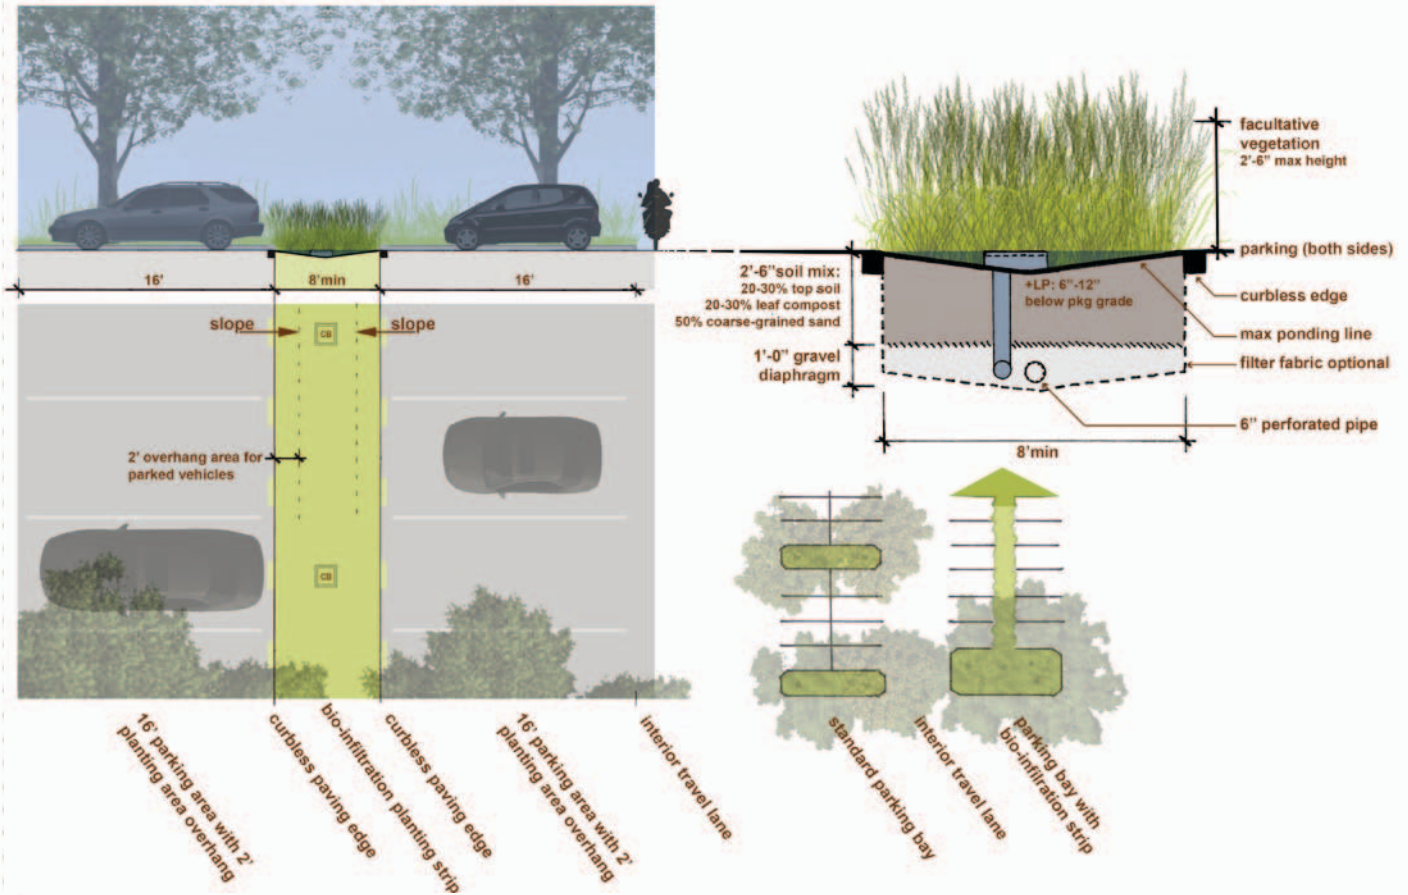 16'
8'min
16'
slope
slope
CB
2' overhang area for
parked vehicles
CB
16' parking area with 2'
planting area overhang
curbless paving edge
bio-infiltration planting strip
curbless paving edge
16' parking area with 2'
planting area overhang
interior travel lane
facultative
vegetation
2'-6" max height
parking (both sides)
2'-6"soil mix:
20-30% top soil
20-30% leaf compost
50% coarse-grained sand
+LP: 6"-12"
below pkg grade
curbless edge
max ponding line
1'-0" gravel
diaphragm
filter fabric optional
6" perforated pipe
8'min
standard parking bay
interior travel lane
parking bay with
bio-infilration strip